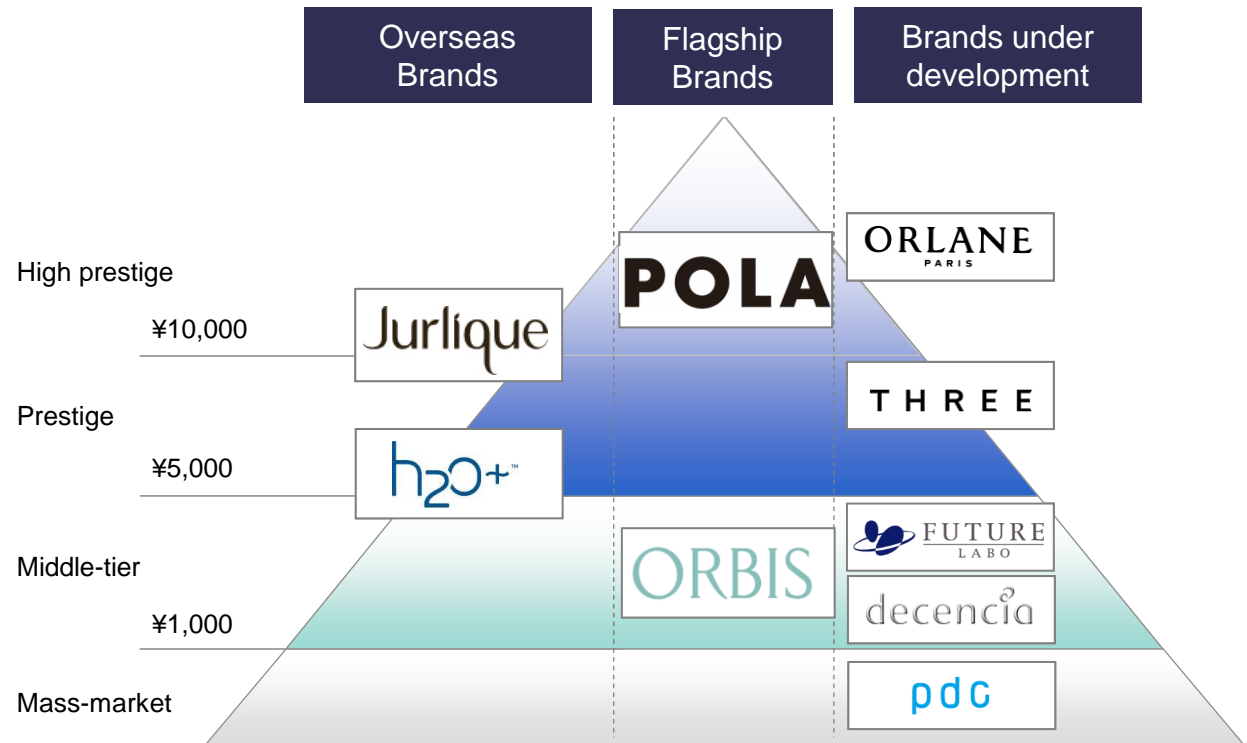 Overseas
Brands
Flagship
Brands
Brands under
development
High prestige
POLA
ORLANE
PARIS
¥10,000
Jurlique
Prestige
THREE
¥5,000
h2o+™
Middle-tier
ORBIS
FUTURE
LABO
decencia
¥1,000
Mass-market
pdc